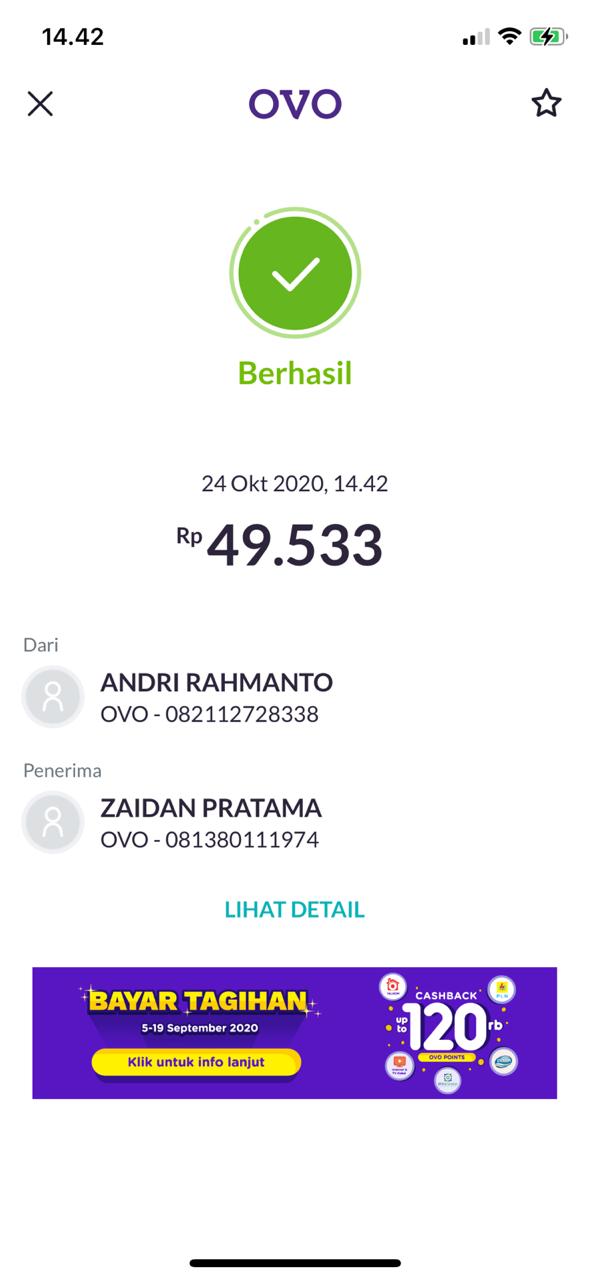 14.42
OVO
Berhasil
24 Okt 2020, 14.42
Rp 49.533
Dari
ANDRI RAHMANTO
OVO - 082112728338
Penerima
ZAIDAN PRATAMA
OVO - 081380111974
LIHAT DETAIL
BAYAR TAGIHAN
5-19 September 2020
Klik untuk info lanjut
CASHBACK
up to 120 rb
OVO POINTS
PLN